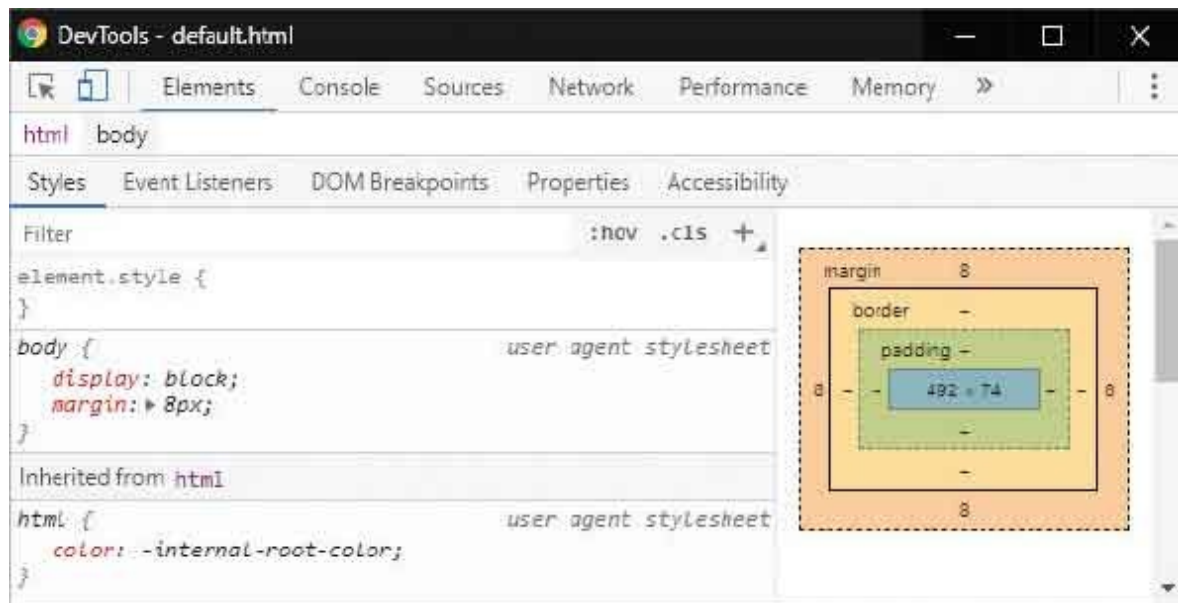 DevTools - default.html
Elements Console Sources Network Performance Memory »
html body
Styles Event Listeners DOM Breakpoints Properties Accessibility
Filter :hov .cls +
element.style {
}
body { user agent stylesheet
display: block;
margin: ▸ 8px;
}
Inherited from html
html { user agent stylesheet
color: -internal-root-color;
}
margin 8
border -
padding -
8 - - 492 × 74 - - 8
-
-
8